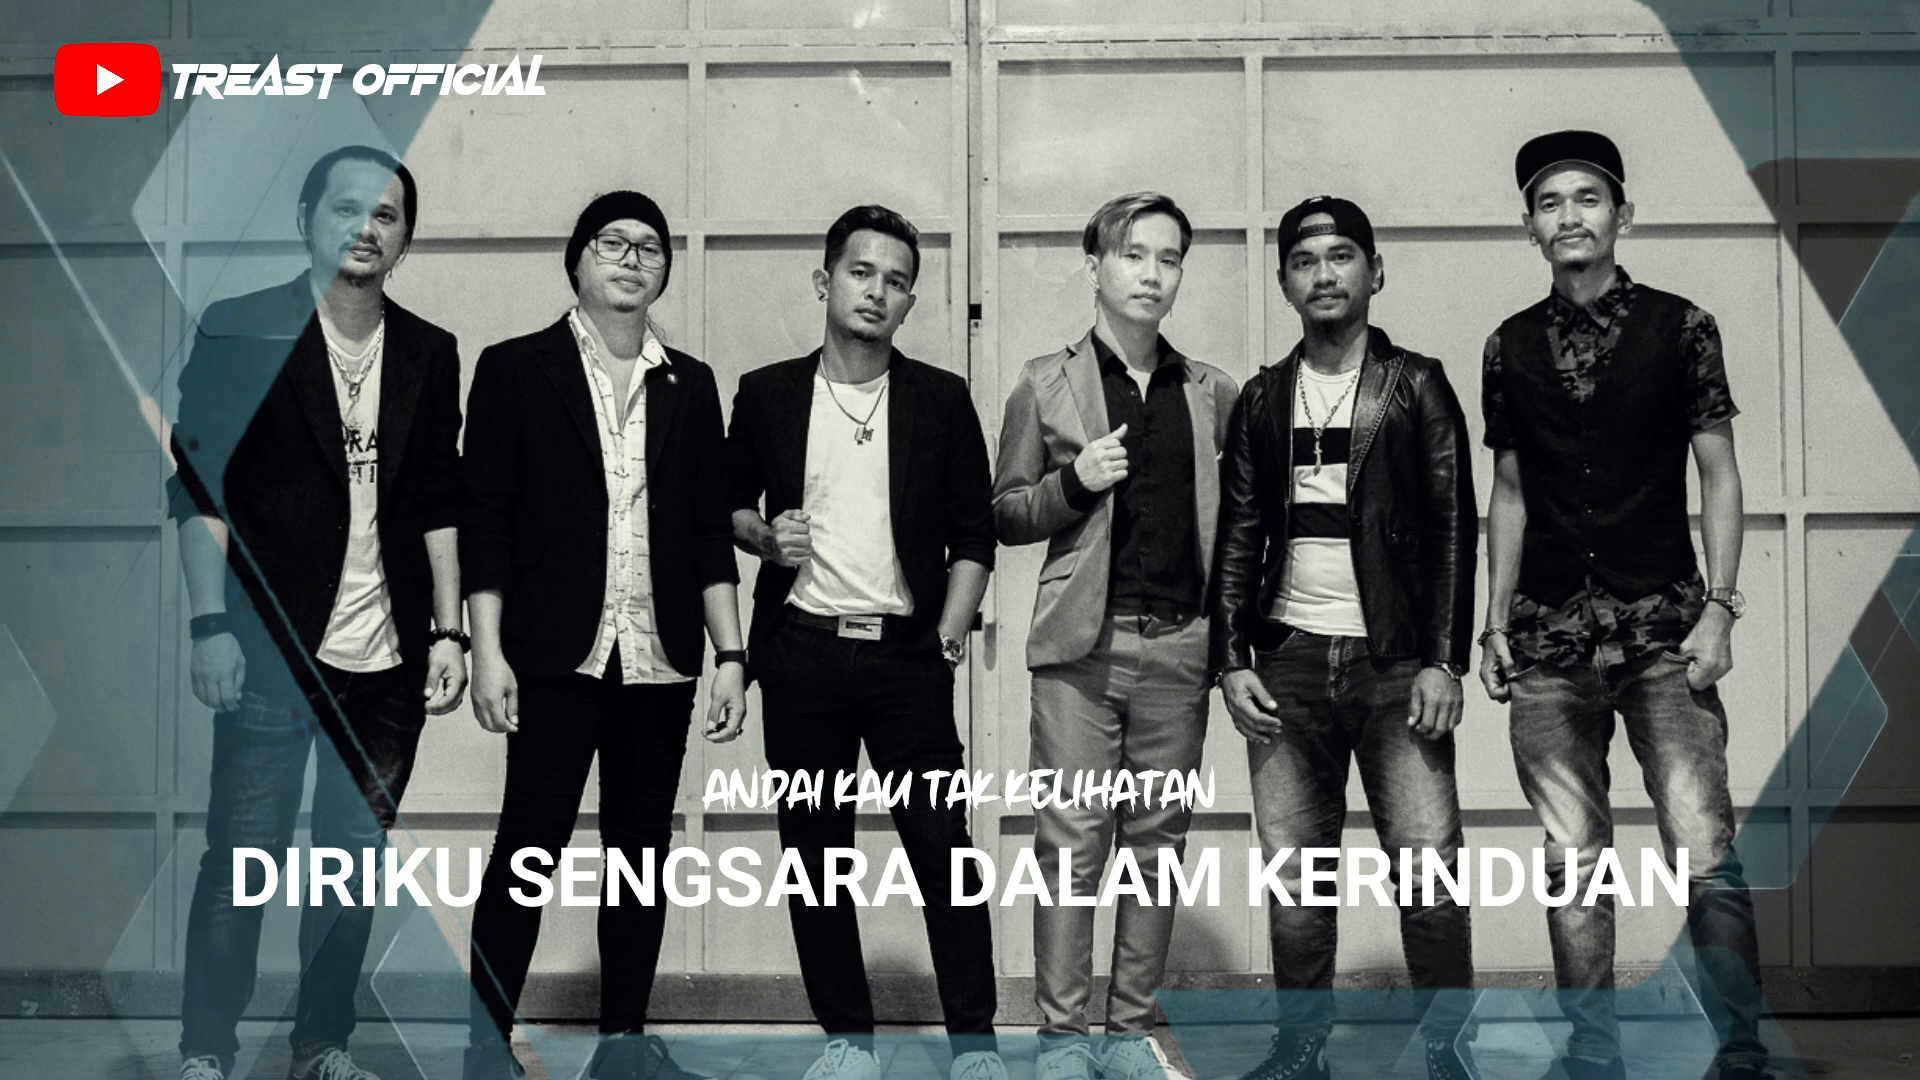 TREAST OFFICIAL
ANDAI KAU TAK KELIHATAN
DIRIKU SENGSARA DALAM KERINDUAN